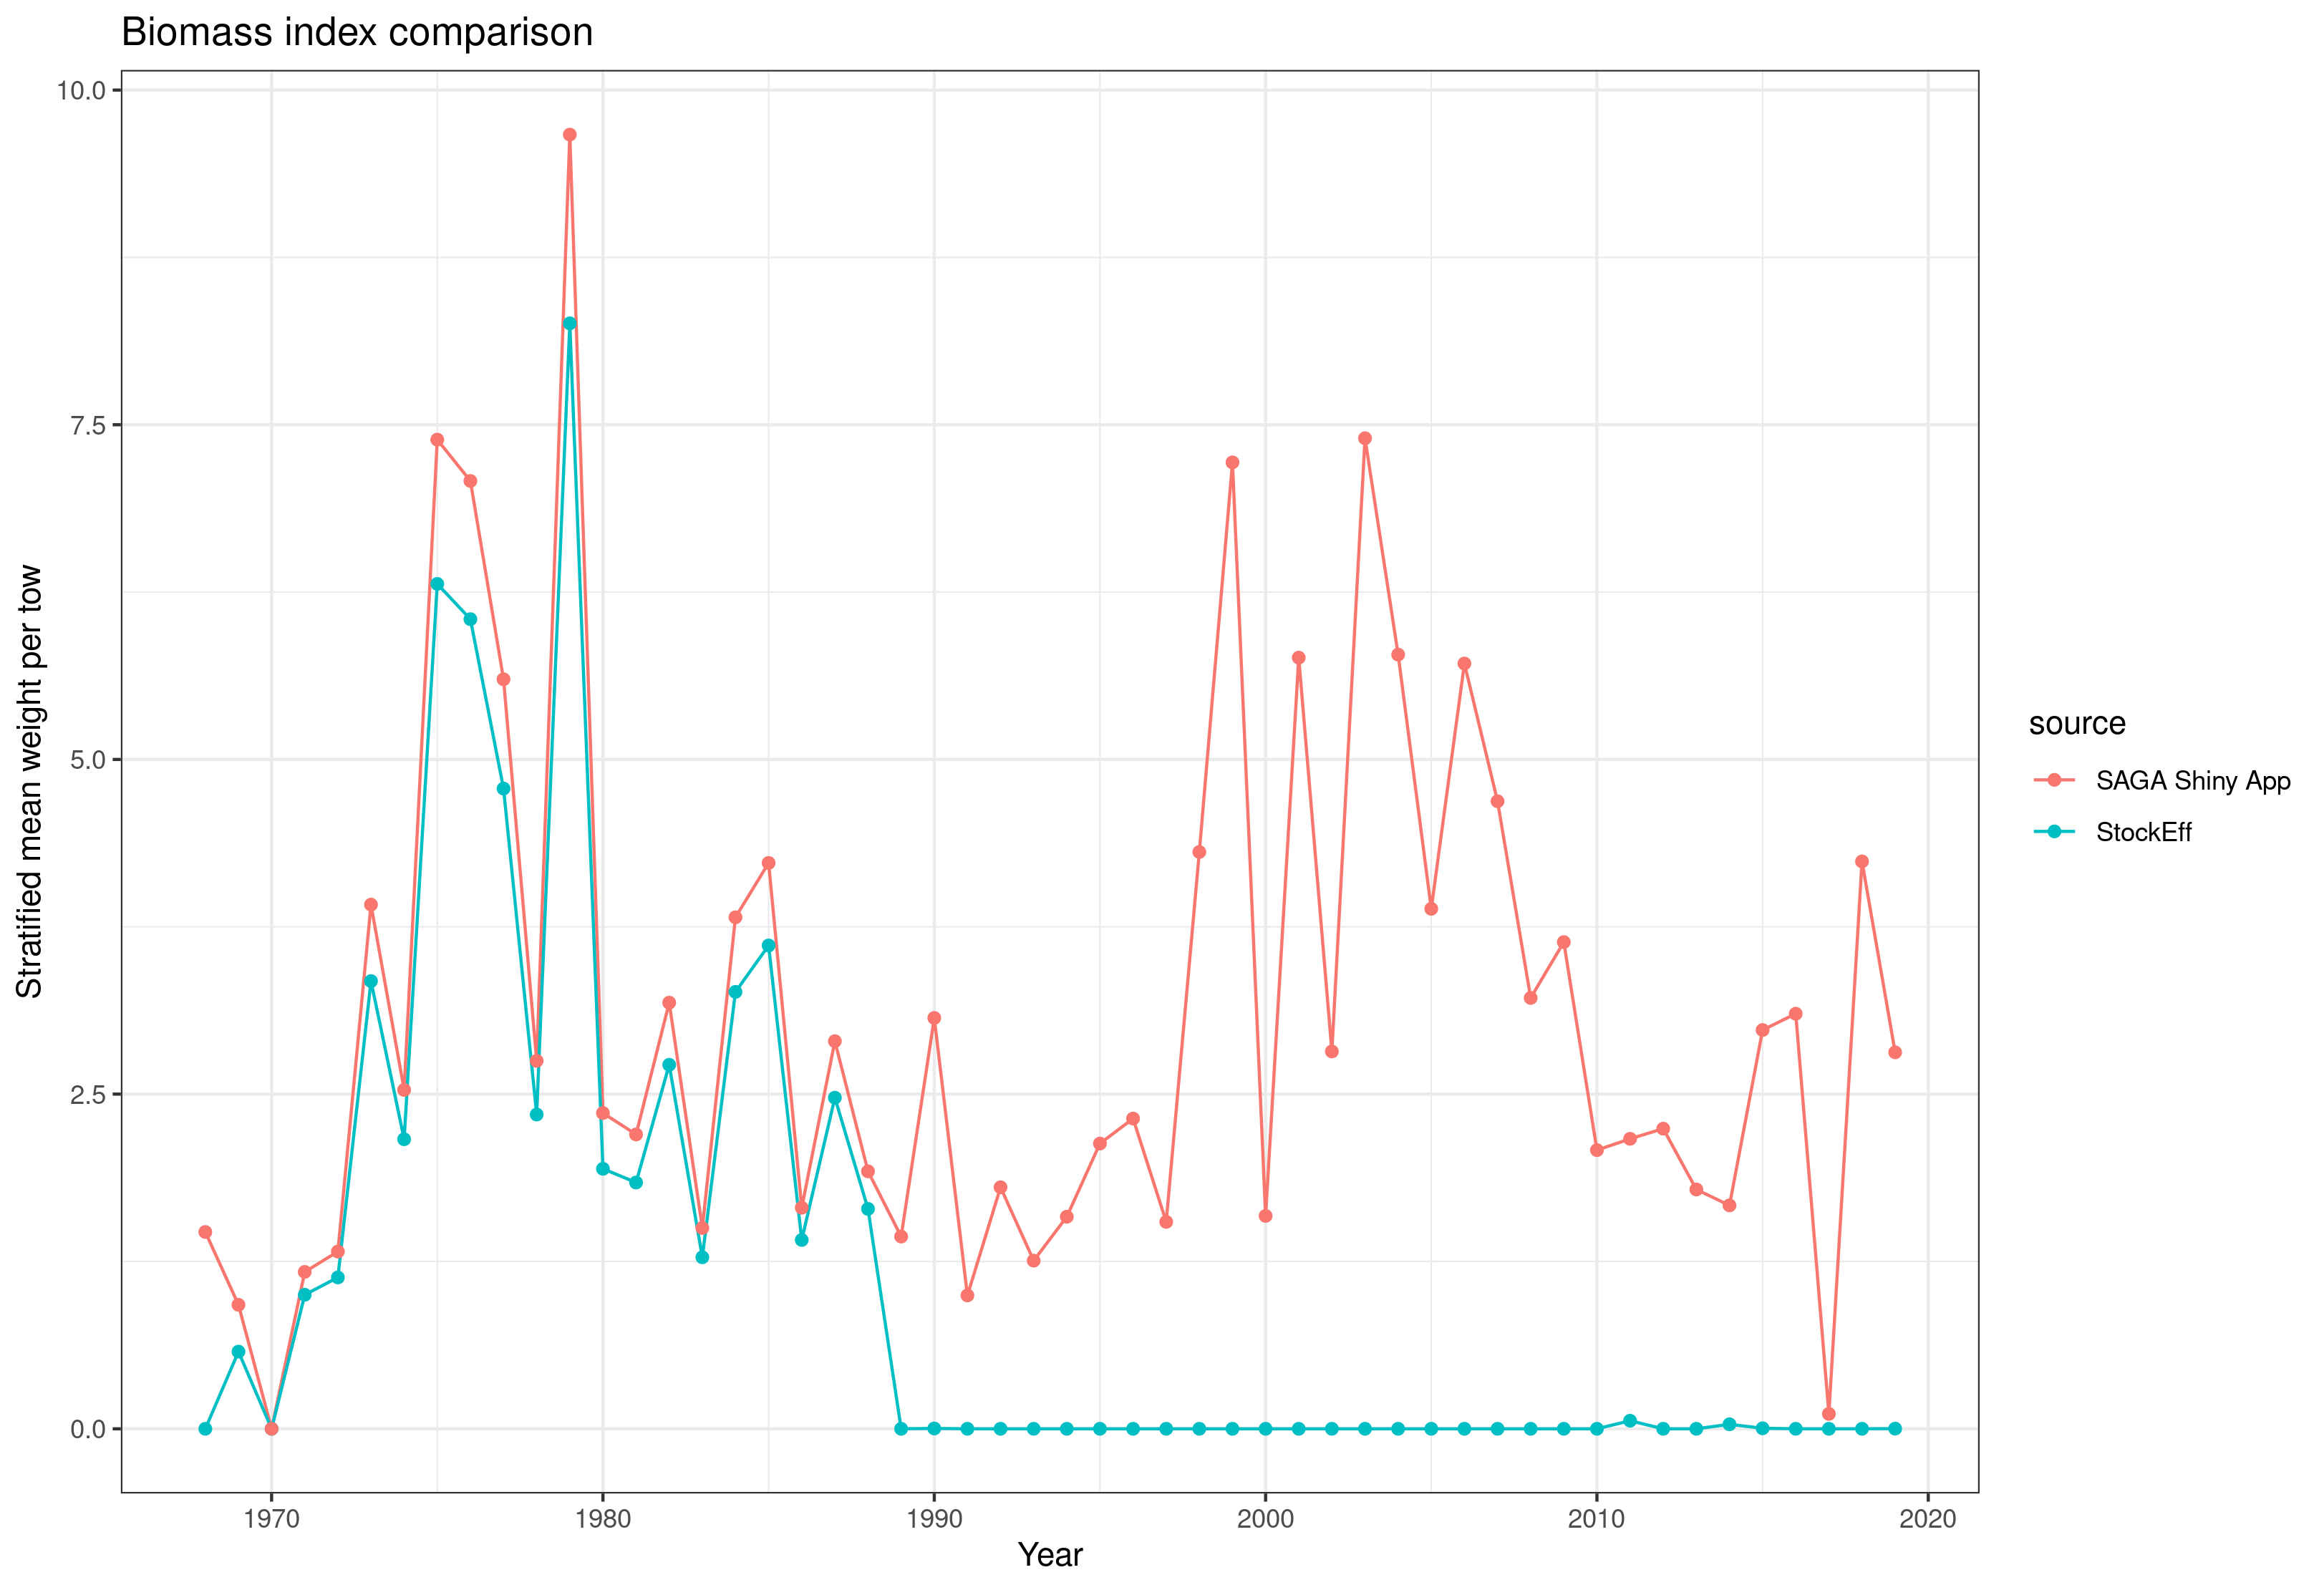 Biomass index comparison
10.0
7.5
5.0
2.5
0.0
Stratified mean weight per tow
1970 1980 1990 2000 2010 2020
Year
source
SAGA Shiny App
StockEff